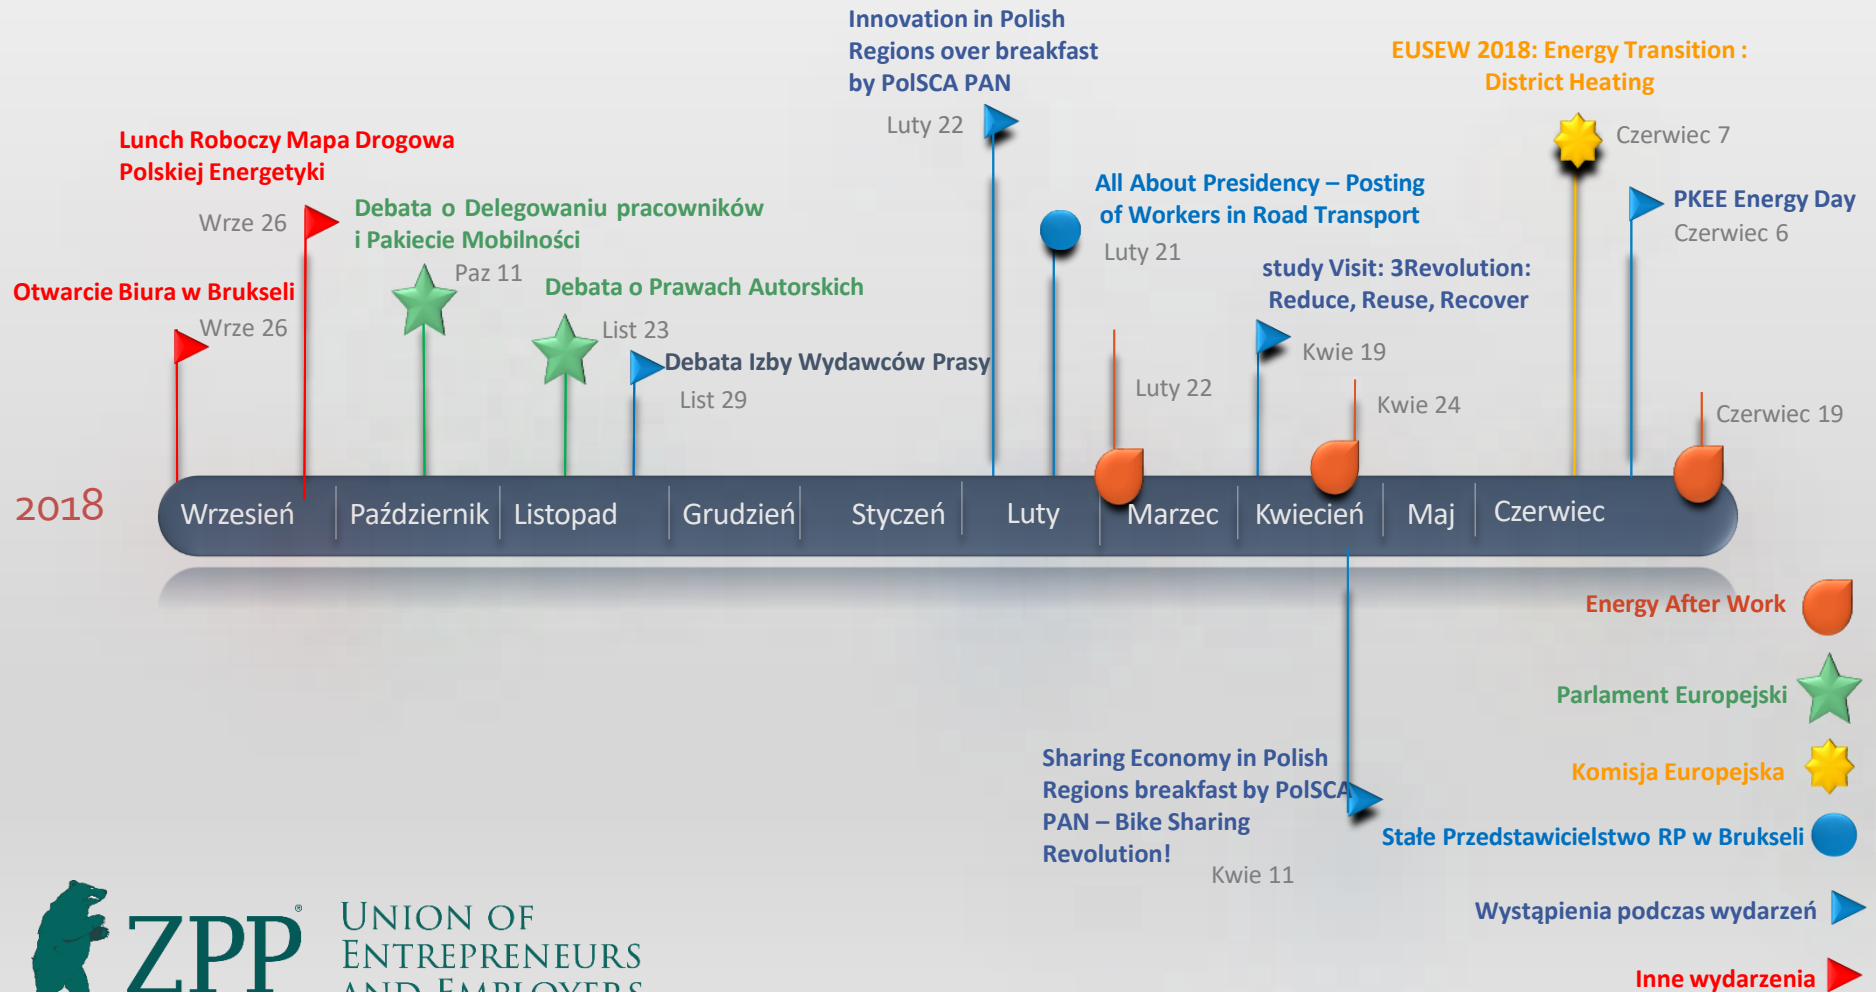 Innovation in Polish
Regions over breakfast
by PolSCA PAN
Luty 22
EUSEW 2018: Energy Transition :
District Heating
Czerwiec 7
Lunch Roboczy Mapa Drogowa
Polskiej Energetyki
Wrze 26
Debata o Delegowaniu pracowników
i Pakiecie Mobilności
Paz 11
All About Presidency – Posting
of Workers in Road Transport
Luty 21
PKEE Energy Day
Czerwiec 6
Otwarcie Biura w Brukseli
Wrze 26
Debata o Prawach Autorskich
List 23
study Visit: 3Revolution:
Reduce, Reuse, Recover
Kwie 19
Debata Izby Wydawców Prasy
List 29
Luty 22
Kwie 24
Czerwiec 19
2018
Wrzesień
Październik
Listopad
Grudzień
Styczeń
Luty
Marzec
Kwiecień
Maj
Czerwiec
Energy After Work
Parlament Europejski
Komisja Europejska
Stałe Przedstawicielstwo RP w Brukseli
Wystąpienia podczas wydarzeń
Inne wydarzenia
Sharing Economy in Polish
Regions breakfast by PolSCA
PAN – Bike Sharing
Revolution!
Kwie 11
ZPP®
UNION OF
ENTREPRENEURS
AND EMPLOYERS